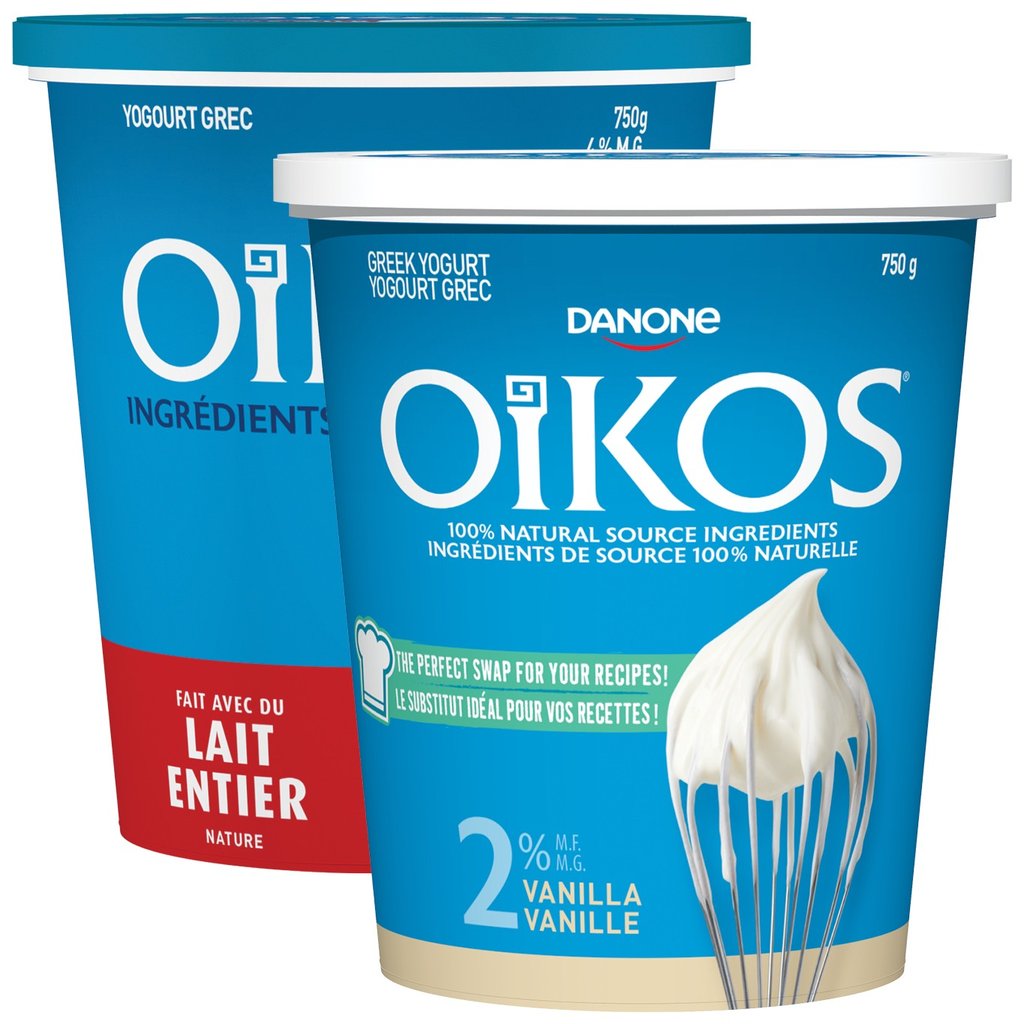 YOGOURT GREC
750g
4% M.G.
INGRÉDIENTS
FAIT AVEC DU
LAIT
ENTIER
NATURE
GREEK YOGURT
YOGOURT GREC
750 g
DANONE
OIKOS®
100% NATURAL SOURCE INGREDIENTS
INGRÉDIENTS DE SOURCE 100% NATURELLE
THE PERFECT SWAP FOR YOUR RECIPES!
LE SUBSTITUT IDÉAL POUR VOS RECETTES !
2% M.F.
M.G.
VANILLA
VANILLE